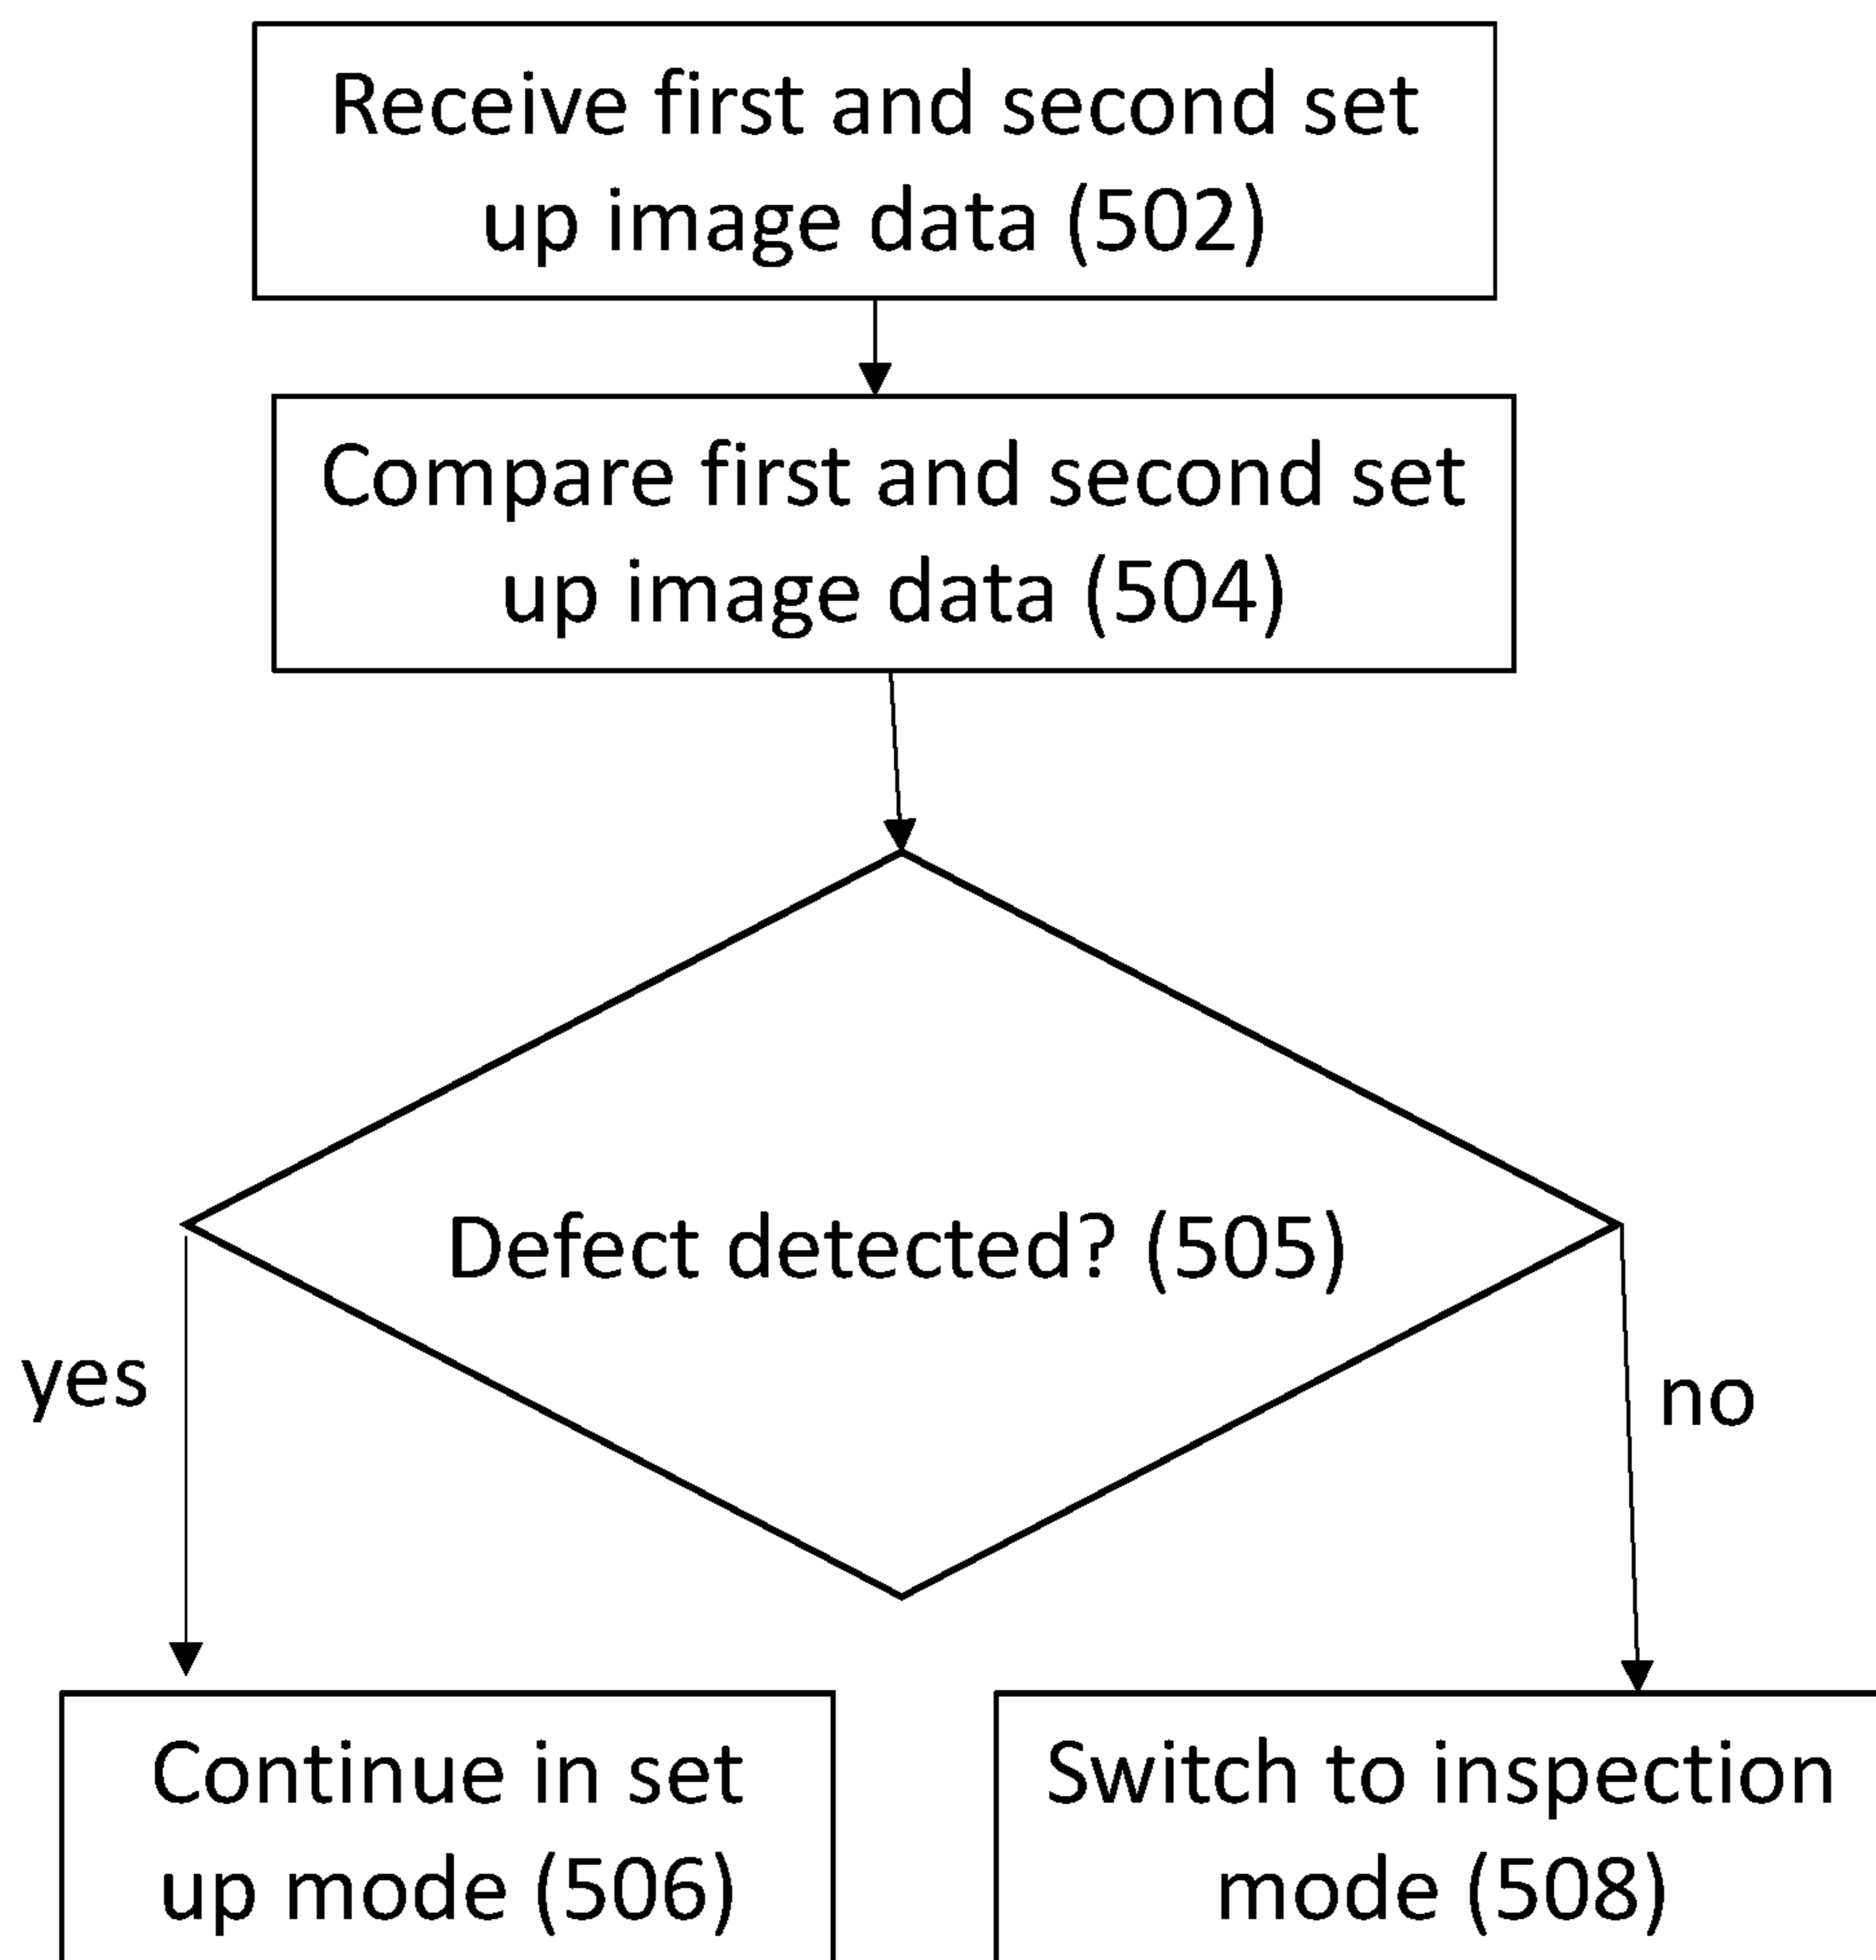 Receive first and second set
up image data (502)
Compare first and second set
up image data (504)
Defect detected? (505)
yes
no
Continue in set
up mode (506)
Switch to inspection
mode (508)